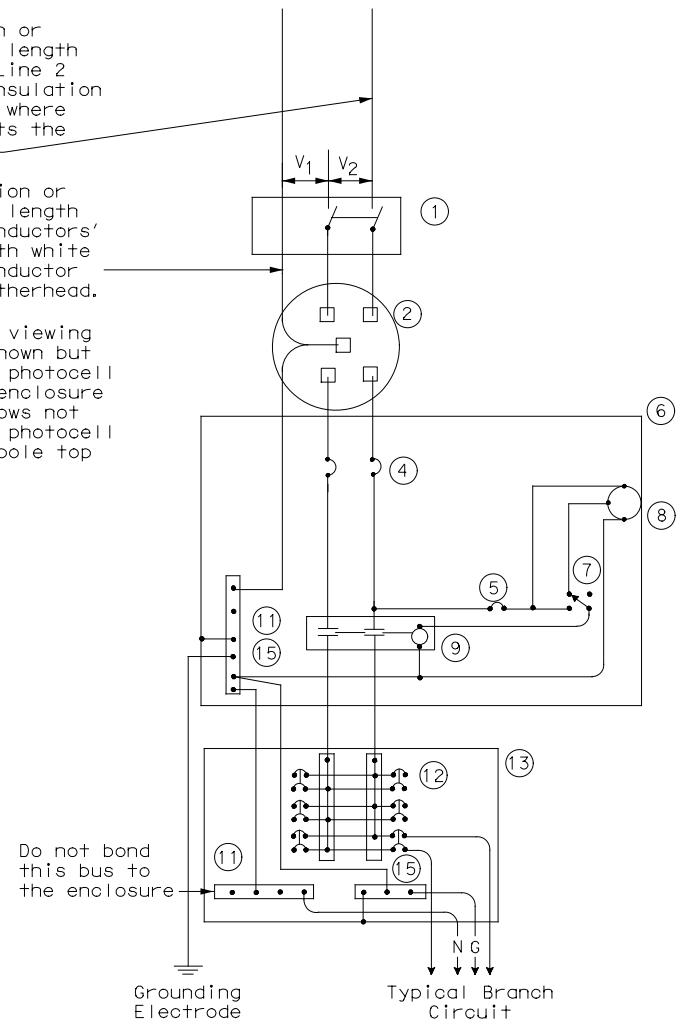 n or
length
Line 2
nsulation
where
ts the
V1
V2
1
ion or
length
nductors'
th white
nductor
therhead.
2
viewing
nown but
photocell
enclosure
ows not
photocell
pole top
6
4
8
7
5
11
15
9
13
12
Do not bond
this bus to
the enclosure
11
15
N G
Grounding
Electrode
Typical Branch
Circuit